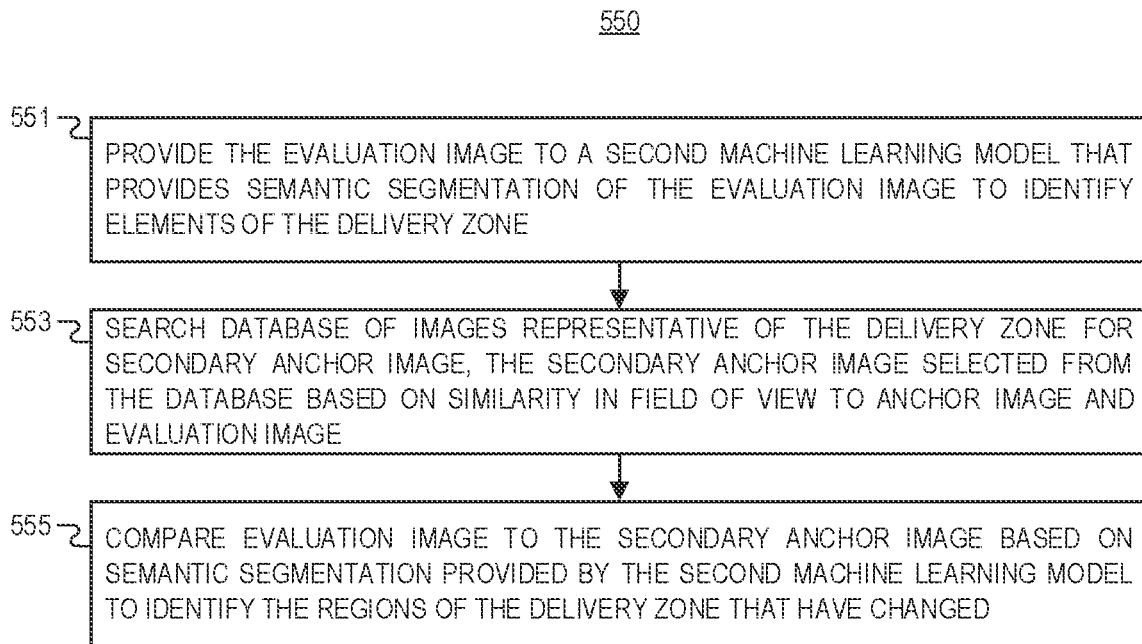 550
551
PROVIDE THE EVALUATION IMAGE TO A SECOND MACHINE LEARNING MODEL THAT
PROVIDES SEMANTIC SEGMENTATION OF THE EVALUATION IMAGE TO IDENTIFY
ELEMENTS OF THE DELIVERY ZONE
553
SEARCH DATABASE OF IMAGES REPRESENTATIVE OF THE DELIVERY ZONE FOR
SECONDARY ANCHOR IMAGE, THE SECONDARY ANCHOR IMAGE SELECTED FROM
THE DATABASE BASED ON SIMILARITY IN FIELD OF VIEW TO ANCHOR IMAGE AND
EVALUATION IMAGE
555
COMPARE EVALUATION IMAGE TO THE SECONDARY ANCHOR IMAGE BASED ON
SEMANTIC SEGMENTATION PROVIDED BY THE SECOND MACHINE LEARNING MODEL
TO IDENTIFY THE REGIONS OF THE DELIVERY ZONE THAT HAVE CHANGED